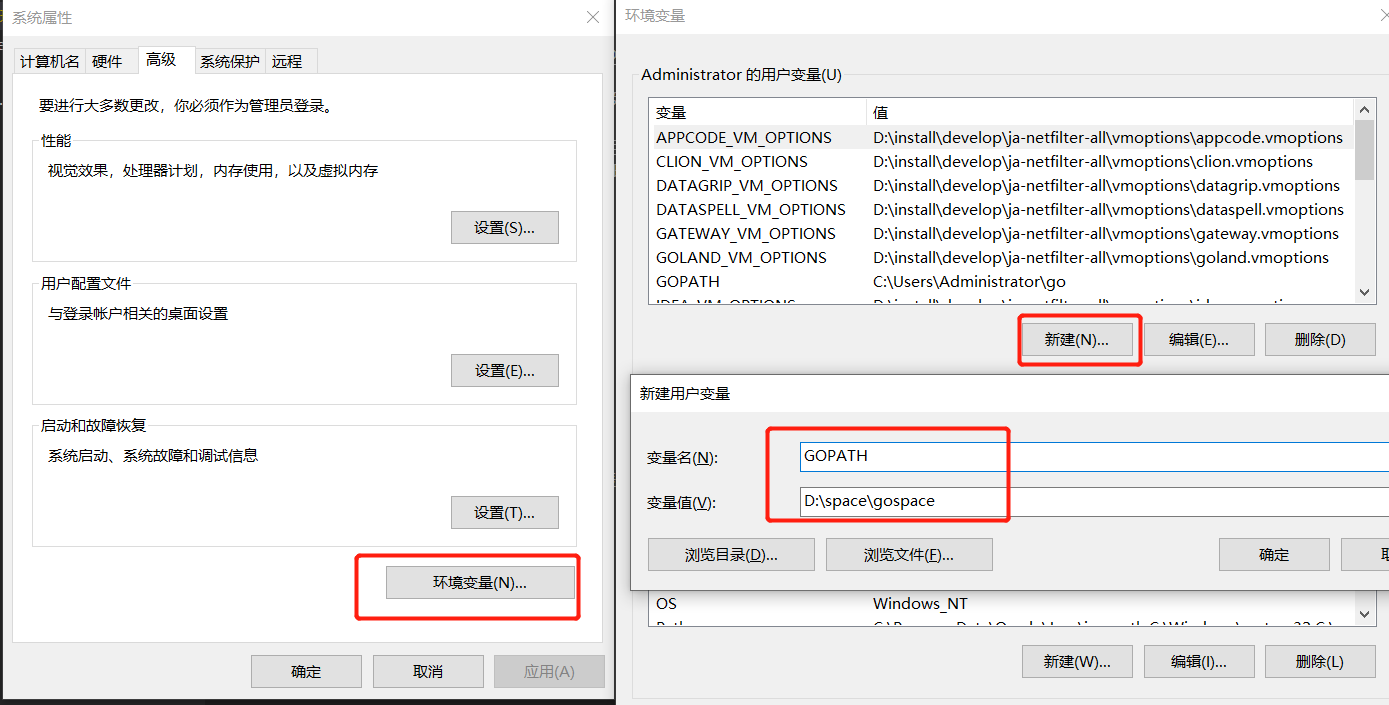 系统属性
计算机名 硬件 高级 系统保护 远程
要进行大多数更改，你必须作为管理员登录。
性能
视觉效果，处理器计划，内存使用，以及虚拟内存
设置(S)...
用户配置文件
与登录帐户相关的桌面设置
设置(E)...
启动和故障恢复
系统启动、系统故障和调试信息
设置(T)...
环境变量(N)...
确定 取消 应用(A)
环境变量
Administrator 的用户变量(U)
变量 值
APPCODE_VM_OPTIONS D:\install\develop\ja-netfilter-all\vmoptions\appcode.vmoptions
CLION_VM_OPTIONS D:\install\develop\ja-netfilter-all\vmoptions\clion.vmoptions
DATAGRIP_VM_OPTIONS D:\install\develop\ja-netfilter-all\vmoptions\datagrip.vmoptions
DATASPELL_VM_OPTIONS D:\install\develop\ja-netfilter-all\vmoptions\dataspell.vmoptions
GATEWAY_VM_OPTIONS D:\install\develop\ja-netfilter-all\vmoptions\gateway.vmoptions
GOLAND_VM_OPTIONS D:\install\develop\ja-netfilter-all\vmoptions\goland.vmoptions
GOPATH C:\Users\Administrator\go
新建(N)... 编辑(E)... 删除(D)
新建用户变量
变量名(N): GOPATH
变量值(V): D:\space\gospace
浏览目录(D)... 浏览文件(F)... 确定
OS Windows_NT
新建(W)... 编辑(I)... 删除(L)